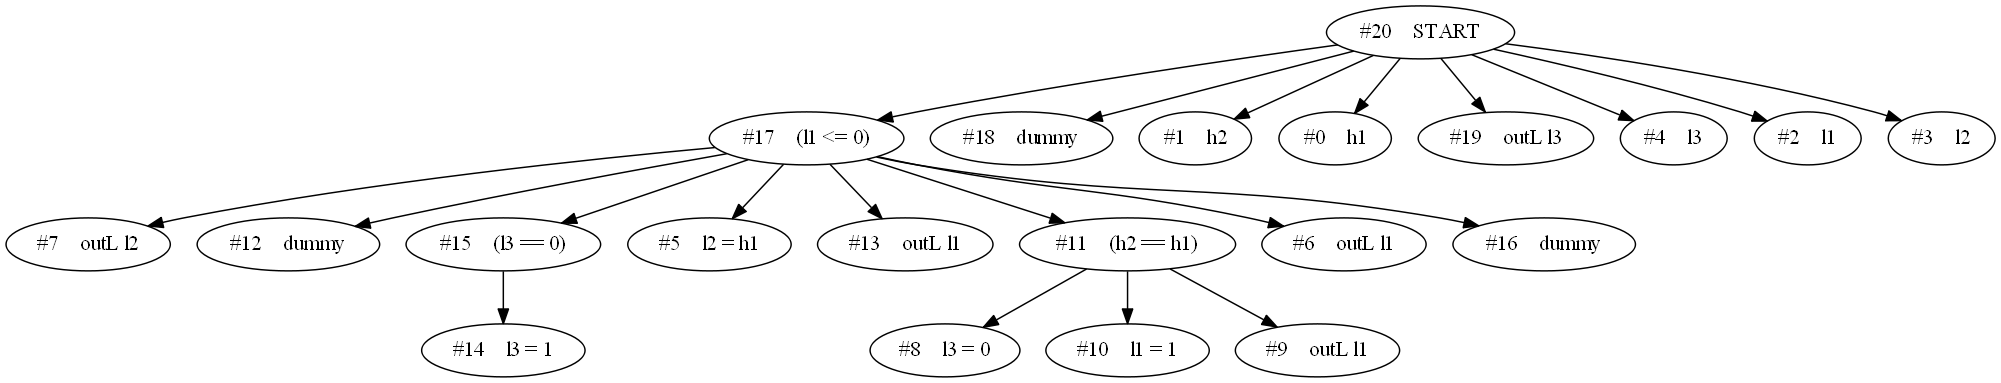 #20 START
#17 (l1 <= 0)
#18 dummy
#1 h2
#0 h1
#19 outL l3
#4 l3
#2 l1
#3 l2
#7 outL l2
#12 dummy
#15 (l3 == 0)
#5 l2 = h1
#13 outL l1
#11 (h2 == h1)
#6 outL l1
#16 dummy
#14 l3 = 1
#8 l3 = 0
#10 l1 = 1
#9 outL l1